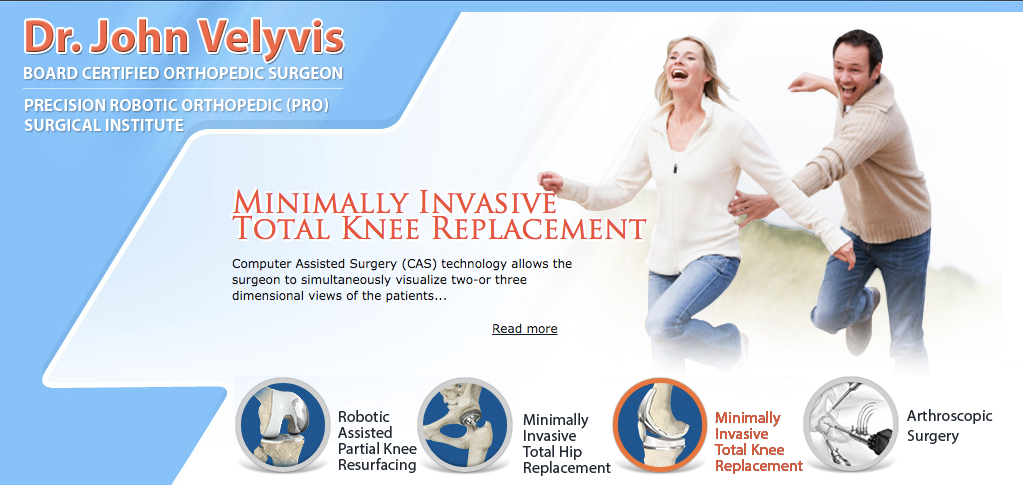 Dr. John Velyvis
BOARD CERTIFIED ORTHOPEDIC SURGEON
PRECISION ROBOTIC ORTHOPEDIC (PRO)
SURGICAL INSTITUTE
MINIMALLY INVASIVE
TOTAL KNEE REPLACEMENT
Computer Assisted Surgery (CAS) technology allows the
surgeon to simultaneously visualize two-or three
dimensional views of the patients...
Read more
Robotic
Assisted
Partial Knee
Resurfacing
Minimally
Invasive
Total Hip
Replacement
Minimally
Invasive
Total Knee
Replacement
Arthroscopic
Surgery